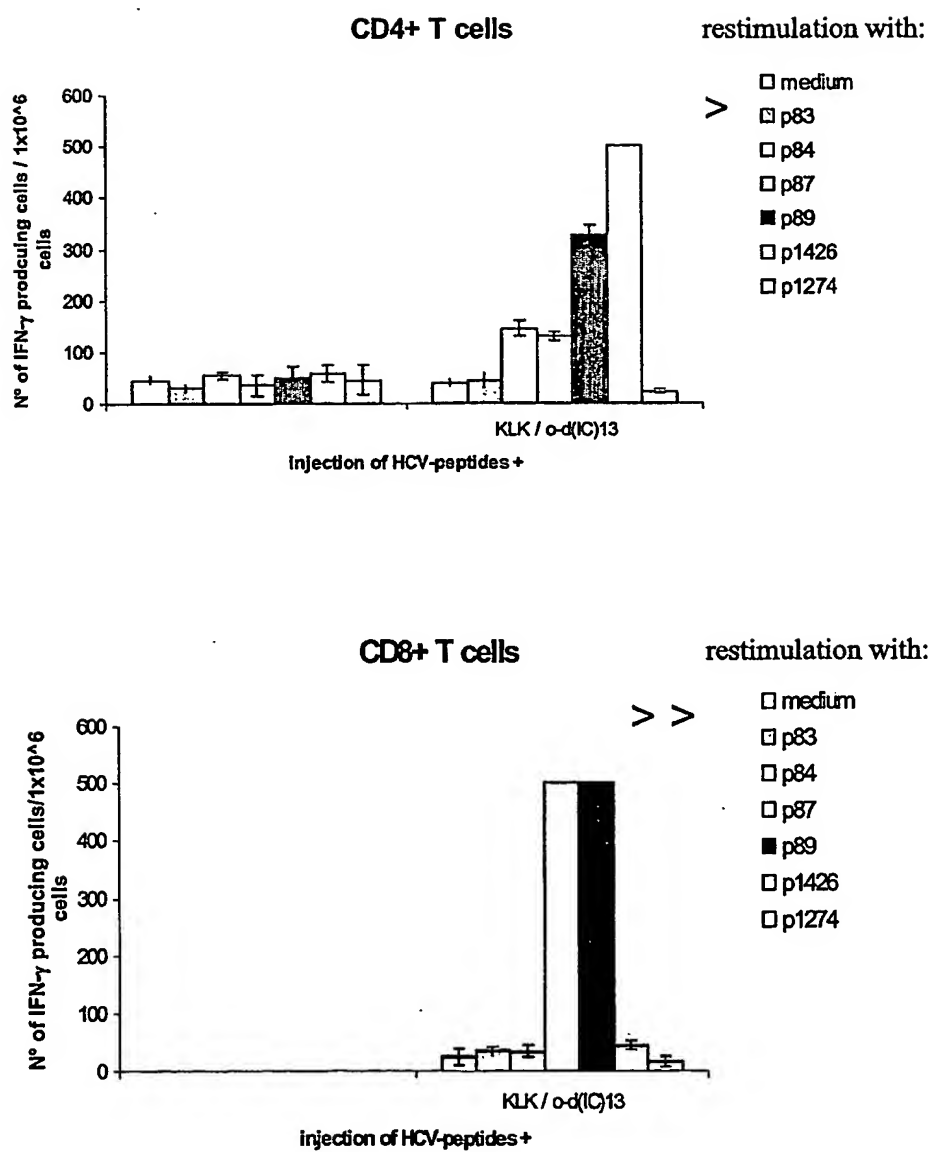 CD4+ T cells
restimulation with:
N° of IFN-γ prodcuing cells / 1x10^6
cells
600
500
400
300
200
100
0
>
medium
p83
p84
p87
p89
p1426
p1274
KLK / o-d(IC)13
injection of HCV-peptides +
CD8+ T cells
restimulation with:
N° of IFN-γ producing cells/1x10^6
cells
600
500
400
300
200
100
0
> >
medium
p83
p84
p87
p89
p1426
p1274
KLK / o-d(IC)13
injection of HCV-peptides +